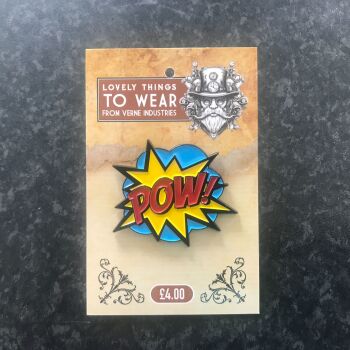 LOVELY THINGS
TO WEAR
FROM VERNE INDUSTRIES
POW!
£4.00